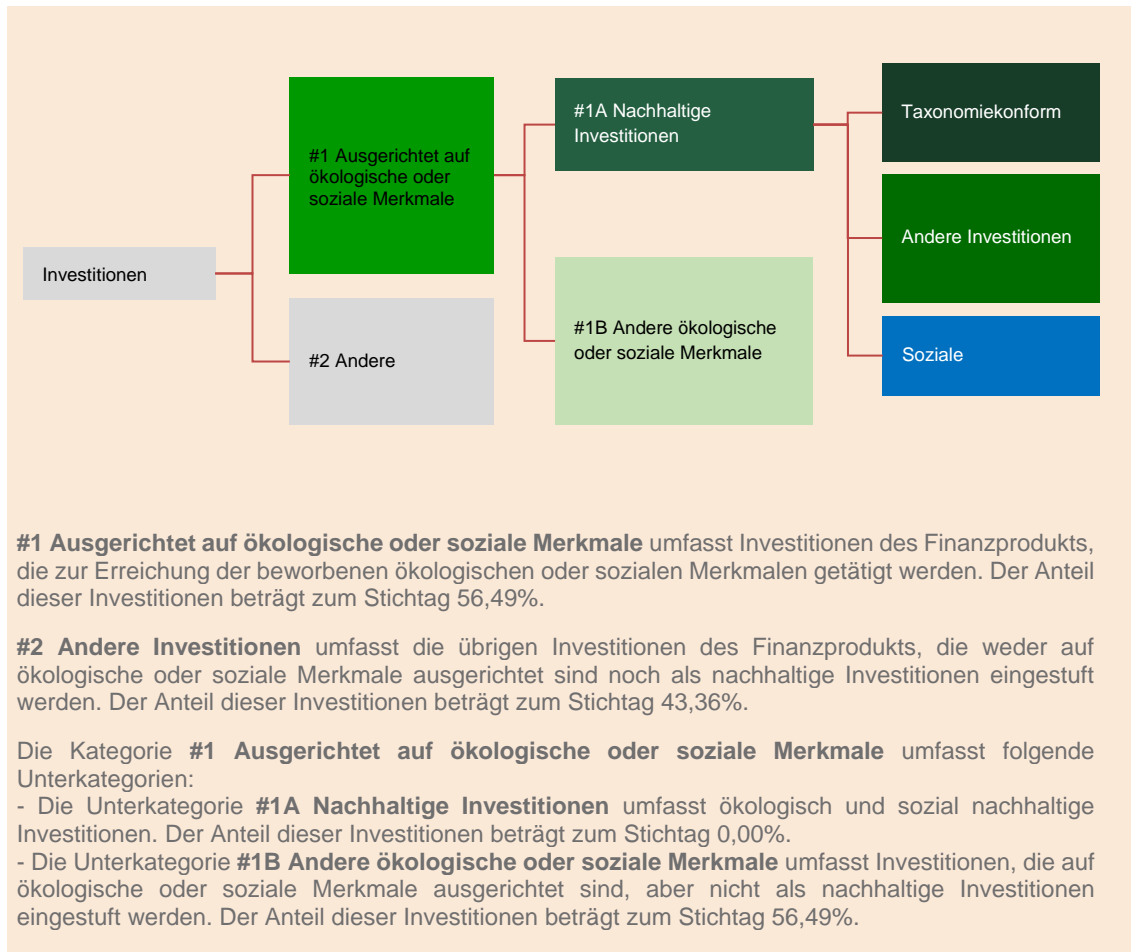 Investitionen
#1 Ausgerichtet auf
ökologische oder
soziale Merkmale
#2 Andere
#1A Nachhaltige
Investitionen
#1B Andere ökologische
oder soziale Merkmale
Taxonomiekonform
Andere Investitionen
Soziale
#1 Ausgerichtet auf ökologische oder soziale Merkmale umfasst Investitionen des Finanzprodukts,
die zur Erreichung der beworbenen ökologischen oder sozialen Merkmalen getätigt werden. Der Anteil
dieser Investitionen beträgt zum Stichtag 56,49%.
#2 Andere Investitionen umfasst die übrigen Investitionen des Finanzprodukts, die weder auf
ökologische oder soziale Merkmale ausgerichtet sind noch als nachhaltige Investitionen eingestuft
werden. Der Anteil dieser Investitionen beträgt zum Stichtag 43,36%.
Die Kategorie #1 Ausgerichtet auf ökologische oder soziale Merkmale umfasst folgende
Unterkategorien:
- Die Unterkategorie #1A Nachhaltige Investitionen umfasst ökologisch und sozial nachhaltige
Investitionen. Der Anteil dieser Investitionen beträgt zum Stichtag 0,00%.
- Die Unterkategorie #1B Andere ökologische oder soziale Merkmale umfasst Investitionen, die auf
ökologische oder soziale Merkmale ausgerichtet sind, aber nicht als nachhaltige Investitionen
eingestuft werden. Der Anteil dieser Investitionen beträgt zum Stichtag 56,49%.